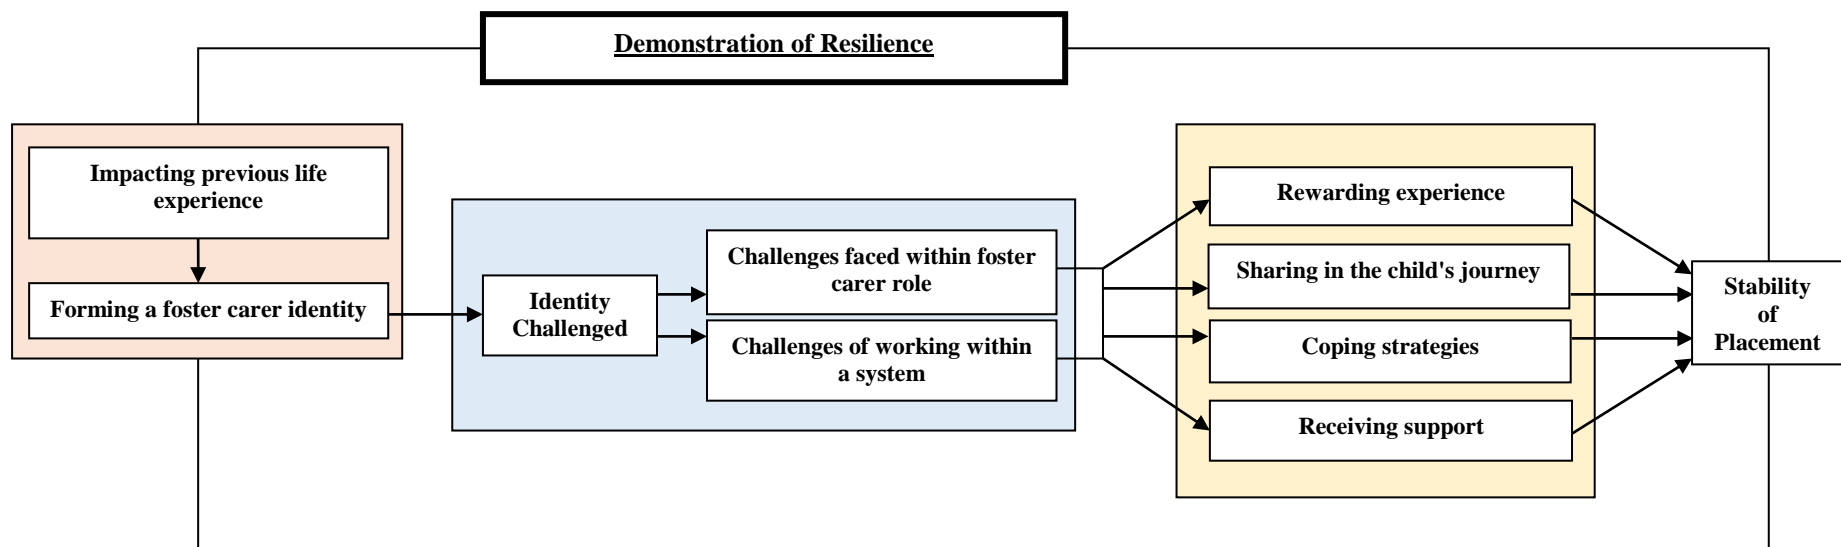 Demonstration of Resilience
Impacting previous life
experience
Forming a foster carer identity
Identity
Challenged
Challenges faced within foster
carer role
Challenges of working within
a system
Rewarding experience
Sharing in the child's journey
Coping strategies
Receiving support
Stability
of
Placement